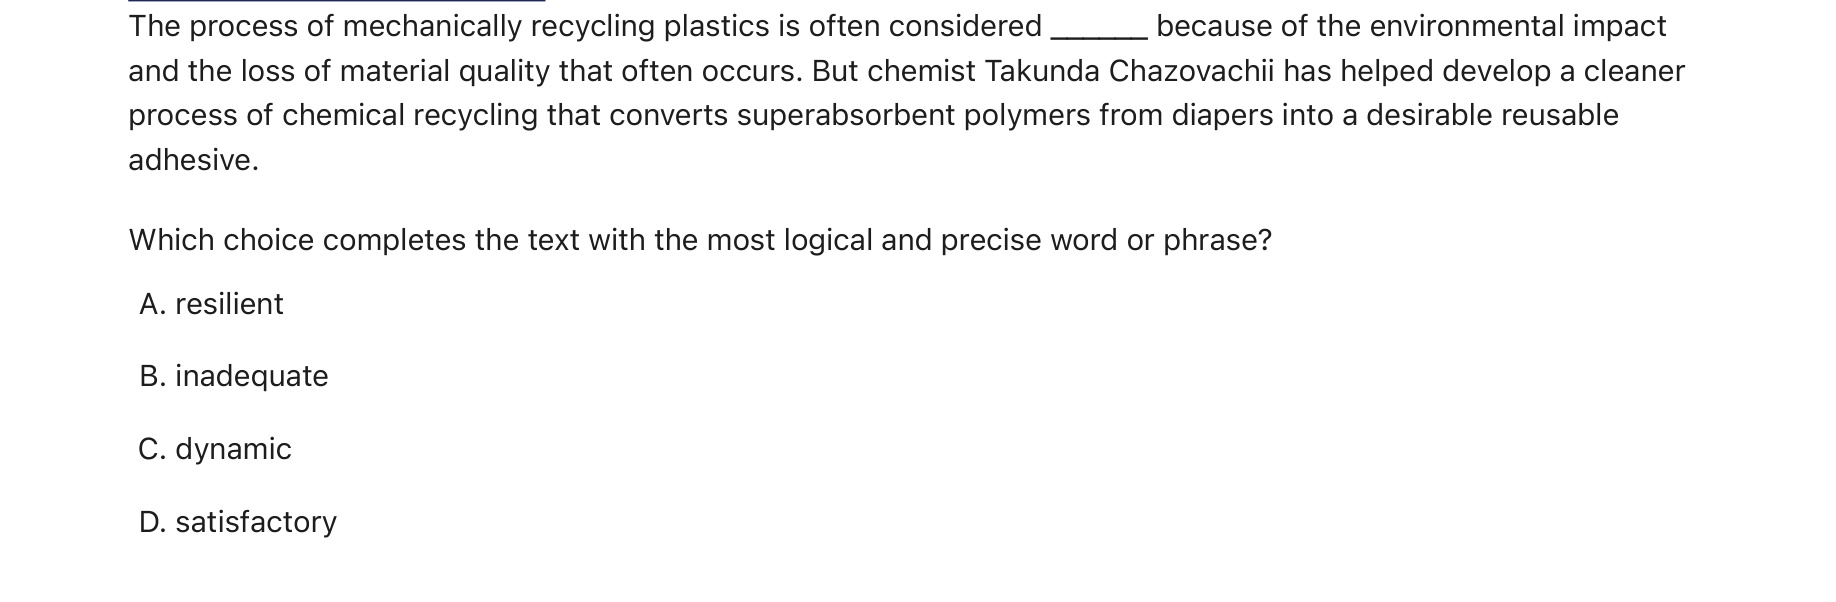 The process of mechanically recycling plastics is often considered ______ because of the environmental impact
and the loss of material quality that often occurs. But chemist Takunda Chazovachii has helped develop a cleaner
process of chemical recycling that converts superabsorbent polymers from diapers into a desirable reusable
adhesive.
Which choice completes the text with the most logical and precise word or phrase?
A. resilient
B. inadequate
C. dynamic
D. satisfactory